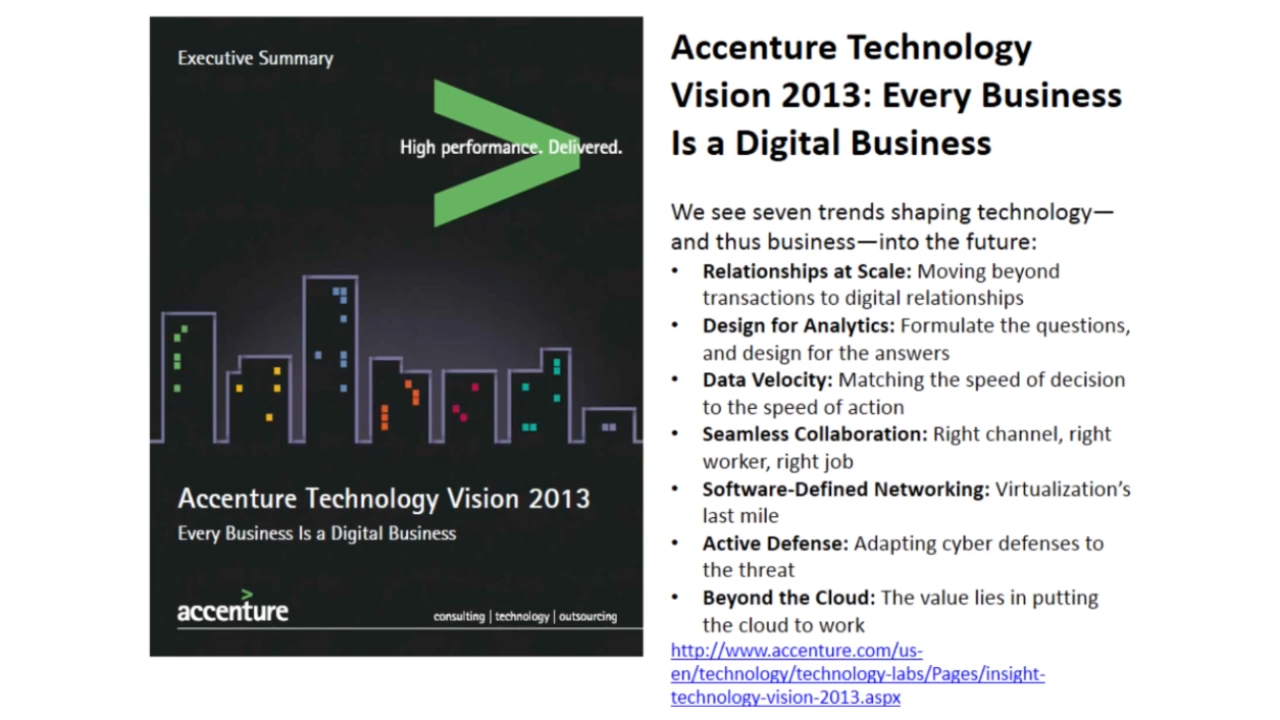 Executive Summary
High performance. Delivered.
Accenture Technology Vision 2013
Every Business Is a Digital Business
accenture
consulting | technology | outsourcing
Accenture Technology
Vision 2013: Every Business
Is a Digital Business
We see seven trends shaping technology—
and thus business—into the future:
• Relationships at Scale: Moving beyond
transactions to digital relationships
• Design for Analytics: Formulate the questions,
and design for the answers
• Data Velocity: Matching the speed of decision
to the speed of action
• Seamless Collaboration: Right channel, right
worker, right job
• Software-Defined Networking: Virtualization's
last mile
• Active Defense: Adapting cyber defenses to
the threat
• Beyond the Cloud: The value lies in putting
the cloud to work
http://www.accenture.com/us-
en/technology/technology-labs/Pages/insight-
technology-vision-2013.aspx